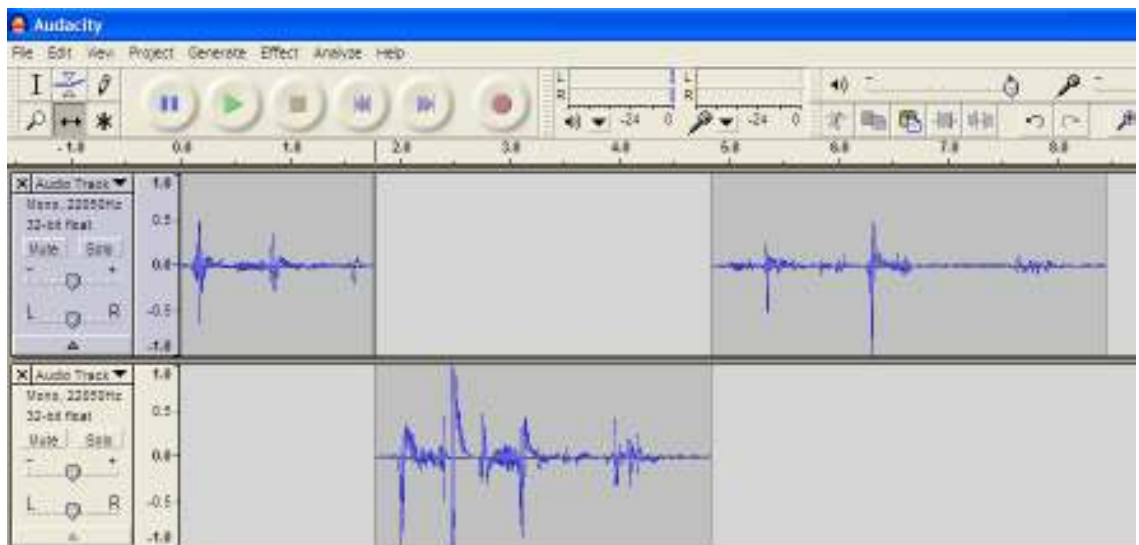 Audacity
File Edit View Project Generate Effect Analyze Help
L
R
-24 0
L
R
-24 0
-1.0 0.0 1.0 2.0 3.0 4.0 5.0 6.0 7.0 8.0
X Audio Track
Mono, 22050Hz
32-bit float
Mute Solo
- +
L R
1.0
0.5
0.0
-0.5
-1.0
X Audio Track
Mono, 22050Hz
32-bit float
Mute Solo
- +
L R
1.0
0.5
0.0
-0.5
-1.0